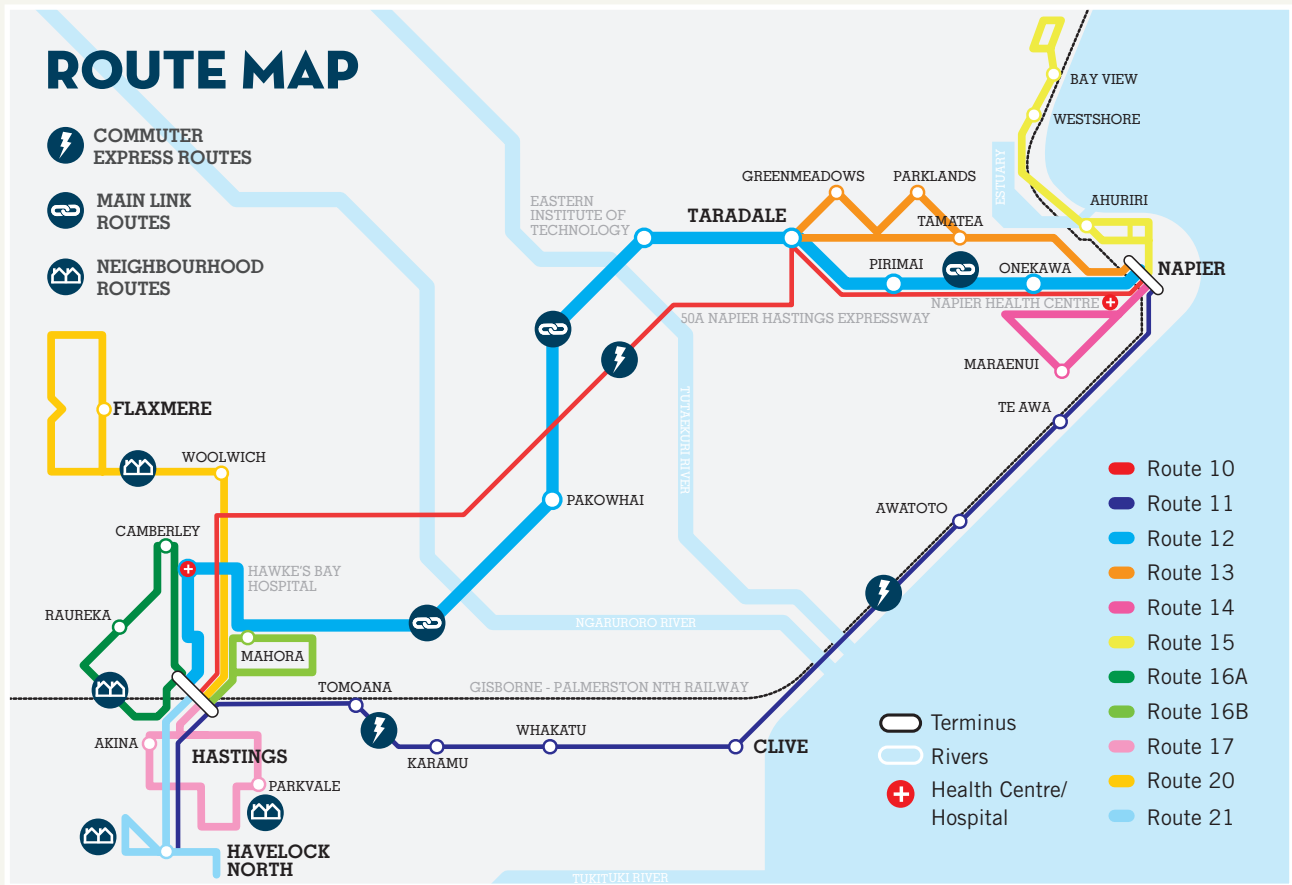 ROUTE MAP
COMMUTER
EXPRESS ROUTES
MAIN LINK
ROUTES
NEIGHBOURHOOD
ROUTES
BAY VIEW
WESTSHORE
ESTUARY
AHURIRI
GREENMEADOWS
PARKLANDS
EASTERN
INSTITUTE OF
TECHNOLOGY
TARADALE
TAMATEA
PIRIMAI
ONEKAWA
NAPIER
NAPIER HEALTH CENTRE
50A NAPIER HASTINGS EXPRESSWAY
MARAENUI
TE AWA
FLAXMERE
TUTAEKURI RIVER
WOOLWICH
PAKOWHAI
AWATOTO
CAMBERLEY
HAWKE'S BAY
HOSPITAL
RAUREKA
NGARURORO RIVER
MAHORA
TOMOANA
GISBORNE - PALMERSTON NTH RAILWAY
AKINA
HASTINGS
KARAMU
WHAKATU
CLIVE
PARKVALE
HAVELOCK
NORTH
TUKITUKI RIVER
Terminus
Rivers
Health Centre/
Hospital
Route 10
Route 11
Route 12
Route 13
Route 14
Route 15
Route 16A
Route 16B
Route 17
Route 20
Route 21